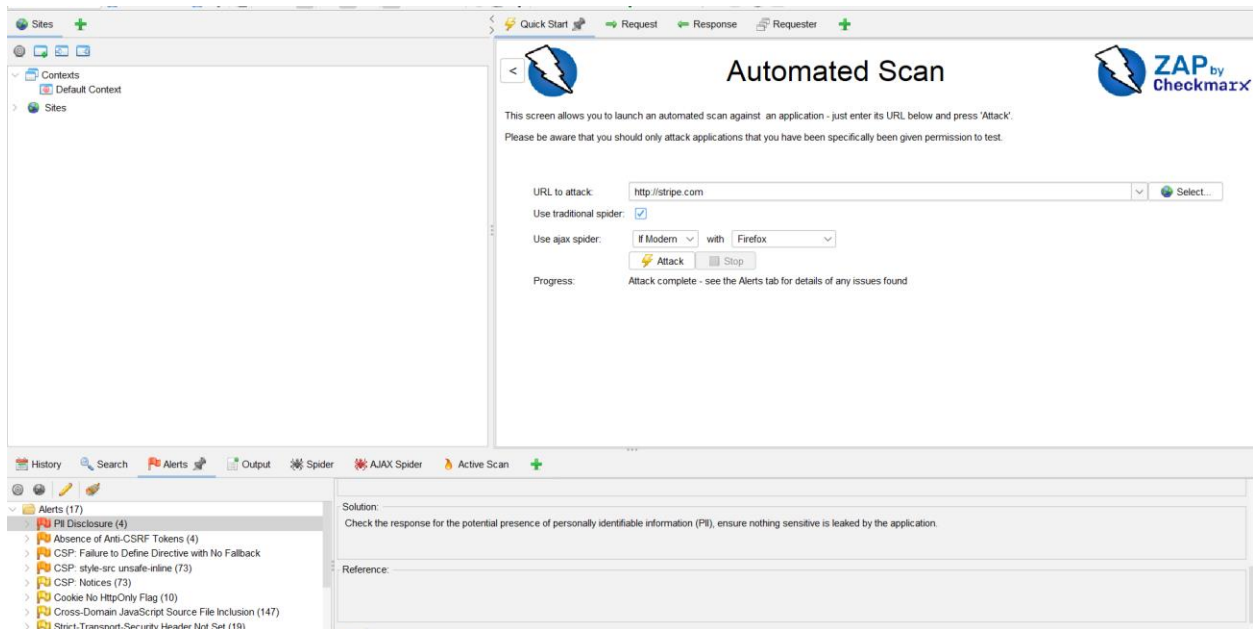 Sites
Quick Start
Request
Response
Requester
Contexts
Default Context
Sites
<
Automated Scan
ZAP by
Checkmarx
This screen allows you to launch an automated scan against an application - just enter its URL below and press 'Attack'.
Please be aware that you should only attack applications that you have been specifically been given permission to test.
URL to attack:
http://stripe.com
Select...
Use traditional spider:
Use ajax spider:
If Modern
with
Firefox
Attack
Stop
Progress:
Attack complete - see the Alerts tab for details of any issues found
History
Search
Alerts
Output
Spider
AJAX Spider
Active Scan
Alerts (17)
PII Disclosure (4)
Absence of Anti-CSRF Tokens (4)
CSP: Failure to Define Directive with No Fallback
CSP: style-src unsafe-inline (73)
CSP: Notices (73)
Cookie No HttpOnly Flag (10)
Cross-Domain JavaScript Source File Inclusion (147)
Strict-Transport-Security Header Not Set (19)
Solution:
Check the response for the potential presence of personally identifiable information (PII), ensure nothing sensitive is leaked by the application.
Reference: